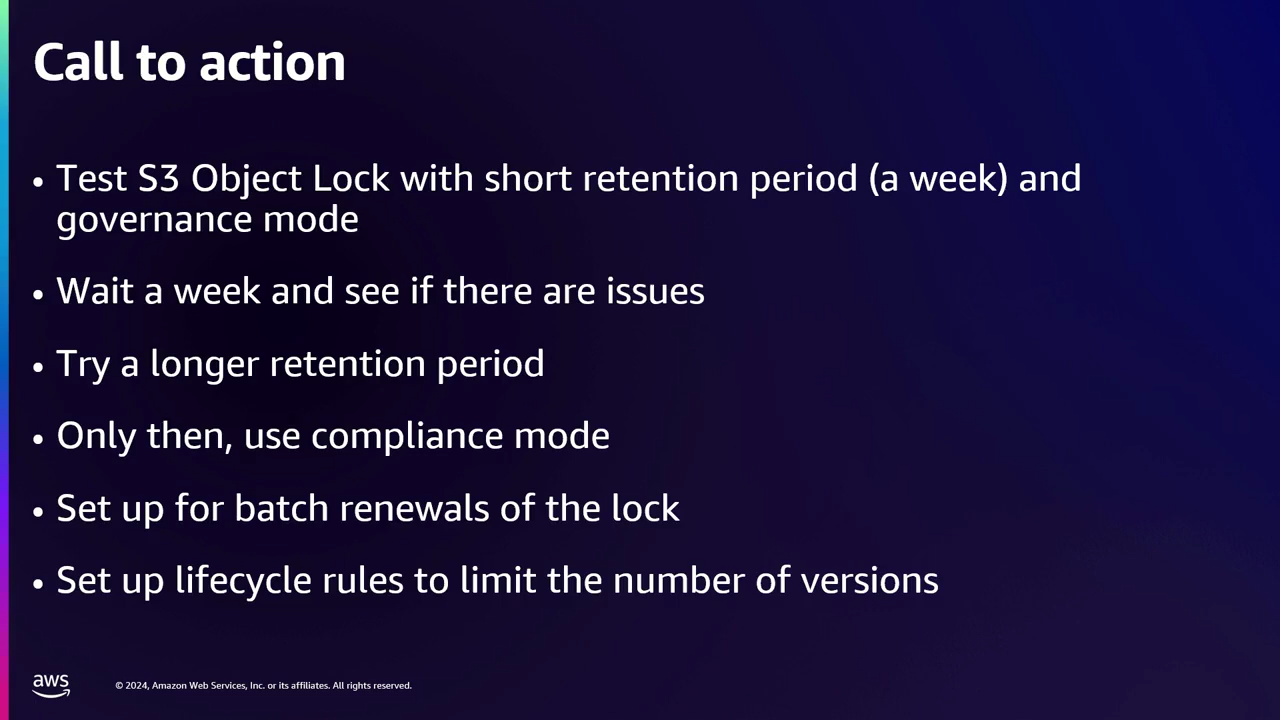 Call to action
• Test S3 Object Lock with short retention period (a week) and
governance mode
• Wait a week and see if there are issues
• Try a longer retention period
• Only then, use compliance mode
• Set up for batch renewals of the lock
• Set up lifecycle rules to limit the number of versions
aws
© 2024, Amazon Web Services, Inc. or its affiliates. All rights reserved.